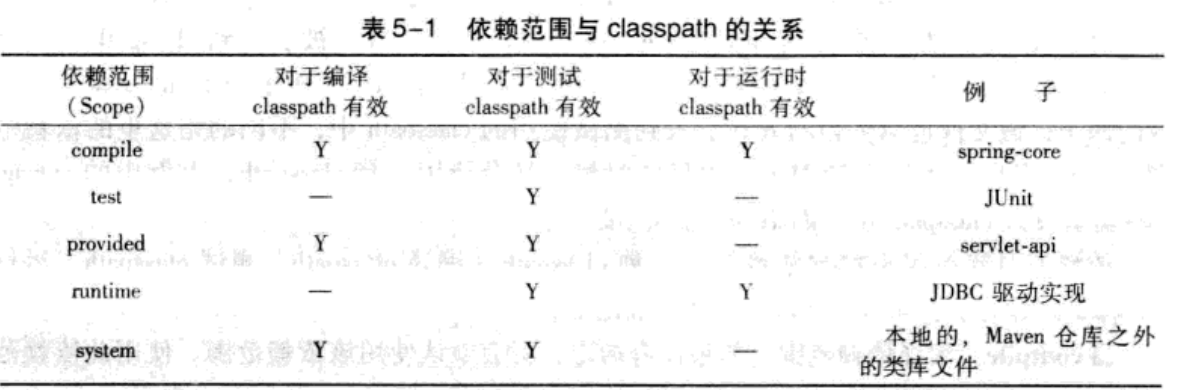 表5-1 依赖范围与 classpath 的关系
依赖范围 对于编译 对于测试 对于运行时 例 子
(Scope) classpath 有效 classpath 有效 classpath 有效
compile Y Y Y spring-core
test — Y — JUnit
provided Y Y — servlet-api
runtime — Y Y JDBC 驱动实现
system Y Y — 本地的，Maven 仓库之外
的类库文件